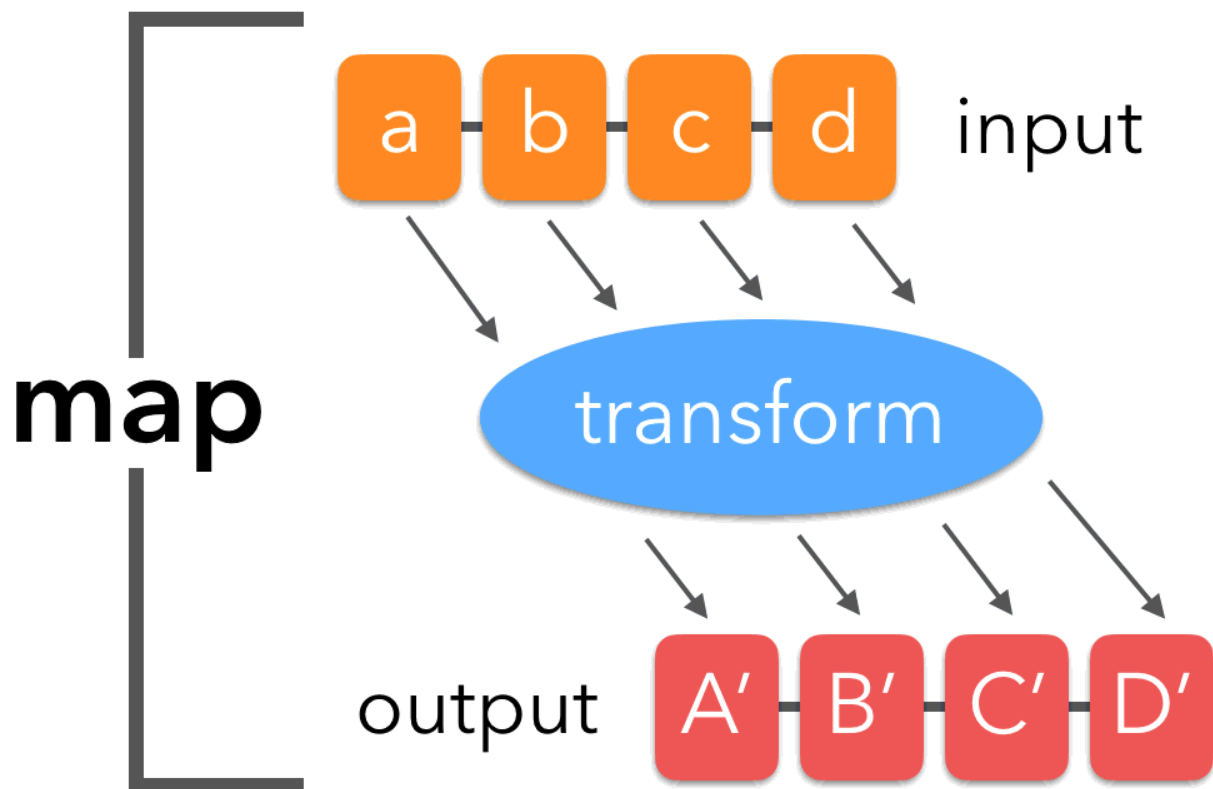 a b c d input
map
transform
output A′ B′ C′ D′